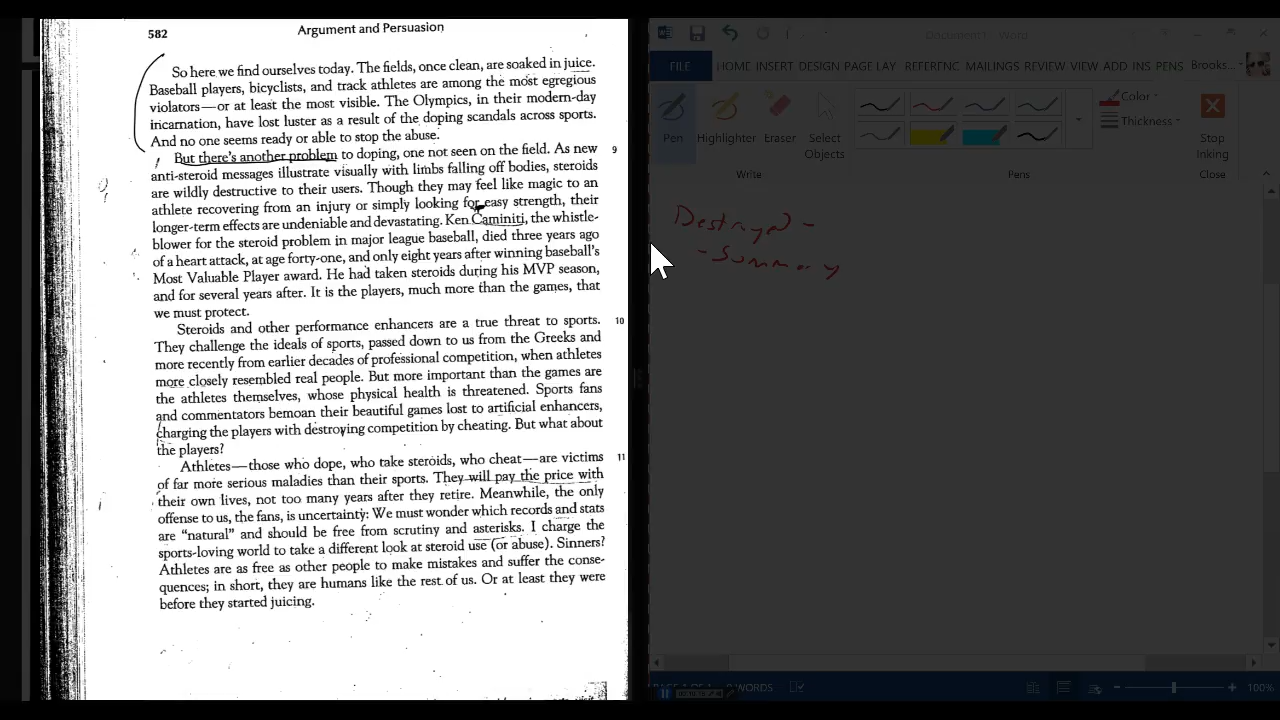 582
Argument and Persuasion
So here we find ourselves today. The fields, once clean, are soaked in juice.
Baseball players, bicyclists, and track athletes are among the most egregious
violators—or at least the most visible. The Olympics, in their modern-day
incarnation, have lost luster as a result of the doping scandals across sports.
And no one seems ready or able to stop the abuse.
But there's another problem to doping, one not seen on the field. As new 9
anti-steroid messages illustrate visually with limbs falling off bodies, steroids
are wildly destructive to their users. Though they may feel like magic to an
athlete recovering from an injury or simply looking for easy strength, their
longer-term effects are undeniable and devastating. Ken Caminiti, the whistle-
blower for the steroid problem in major league baseball, died three years ago
of a heart attack, at age forty-one, and only eight years after winning baseball's
Most Valuable Player award. He had taken steroids during his MVP season,
and for several years after. It is the players, much more than the games, that
we must protect.
Steroids and other performance enhancers are a true threat to sports. 10
They challenge the ideals of sports, passed down to us from the Greeks and
more recently from earlier decades of professional competition, when athletes
more closely resembled real people. But more important than the games are
the athletes themselves, whose physical health is threatened. Sports fans
and commentators bemoan their beautiful games lost to artificial enhancers,
charging the players with destroying competition by cheating. But what about
the players?
Athletes—those who dope, who take steroids, who cheat—are victims 11
of far more serious maladies than their sports. They will pay the price with
their own lives, not too many years after they retire. Meanwhile, the only
offense to us, the fans, is uncertainty: We must wonder which records and stats
are "natural" and should be free from scrutiny and asterisks. I charge the
sports-loving world to take a different look at steroid use (or abuse). Sinners?
Athletes are as free as other people to make mistakes and suffer the conse-
quences; in short, they are humans like the rest of us. Or at least they were
before they started juicing.
Document1 - Word
FILE HOME INSERT DESIGN PAGE LAY REFERENC MAILINGS REVIEW VIEW ADD INS PENS Brooks...
Pen Highlighter Eraser Select Objects
Color
Thickness
Stop Inking
Write Pens Close
Destroyed -
- Summary
WORDS
100%